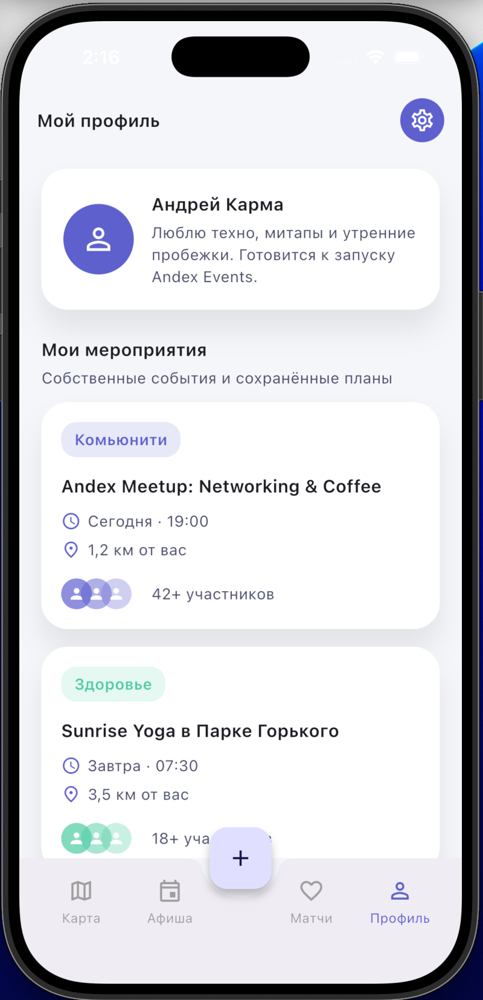 2:16
Мой профиль
Андрей Карма
Люблю техно, митапы и утренние
пробежки. Готовится к запуску
Andex Events.
Мои мероприятия
Собственные события и сохранённые планы
Комьюнити
Andex Meetup: Networking & Coffee
Сегодня · 19:00
1,2 км от вас
42+ участников
Здоровье
Sunrise Yoga в Парке Горького
Завтра · 07:30
3,5 км от вас
18+
Карта
Афиша
Матчи
Профиль